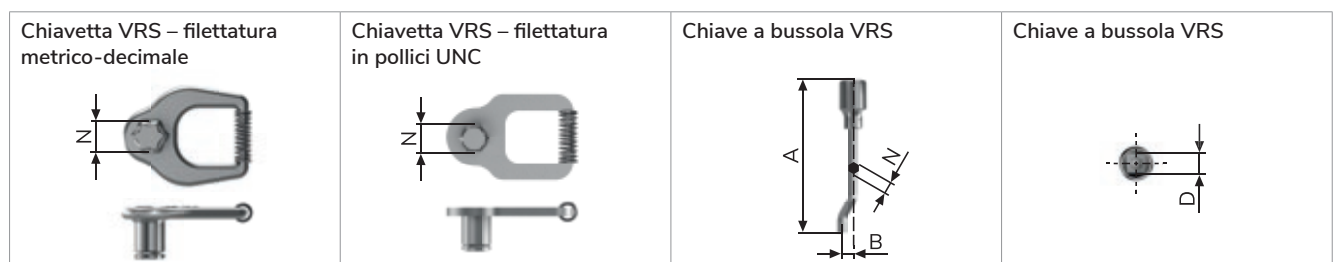 Chiavetta VRS – filettatura
metrico-decimale
N
Chiavetta VRS – filettatura
in pollici UNC
N
Chiave a bussola VRS
A
N
B
Chiave a bussola VRS
D